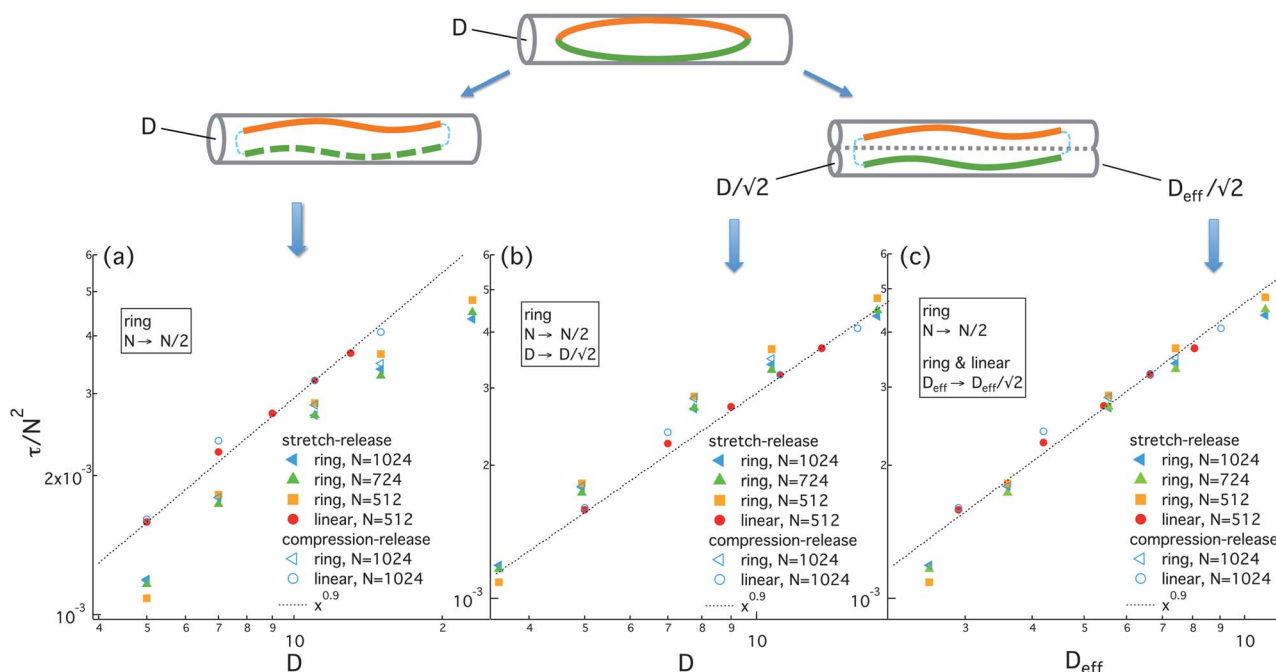 D
D
D/√2
D_eff/√2
(a)
ring
N → N/2
τ/N²
6
5
4
3
2x10⁻³
10⁻³
stretch-release
ring, N=1024
ring, N=724
ring, N=512
linear, N=512
compression-release
ring, N=1024
linear, N=1024
x^0.9
4 5 6 7 8 9 10 2
D
(b)
ring
N → N/2
D → D/√2
6
5
4
3
2
10⁻³
stretch-release
ring, N=1024
ring, N=724
ring, N=512
linear, N=512
compression-release
ring, N=1024
linear, N=1024
x^0.9
4 5 6 7 8 9 10
D
(c)
ring
N → N/2
ring & linear
D_eff → D_eff/√2
6
5
4
3
2
10⁻³
stretch-release
ring, N=1024
ring, N=724
ring, N=512
linear, N=512
compression-release
ring, N=1024
linear, N=1024
x^0.9
3 4 5 6 7 8 9 10
D_eff